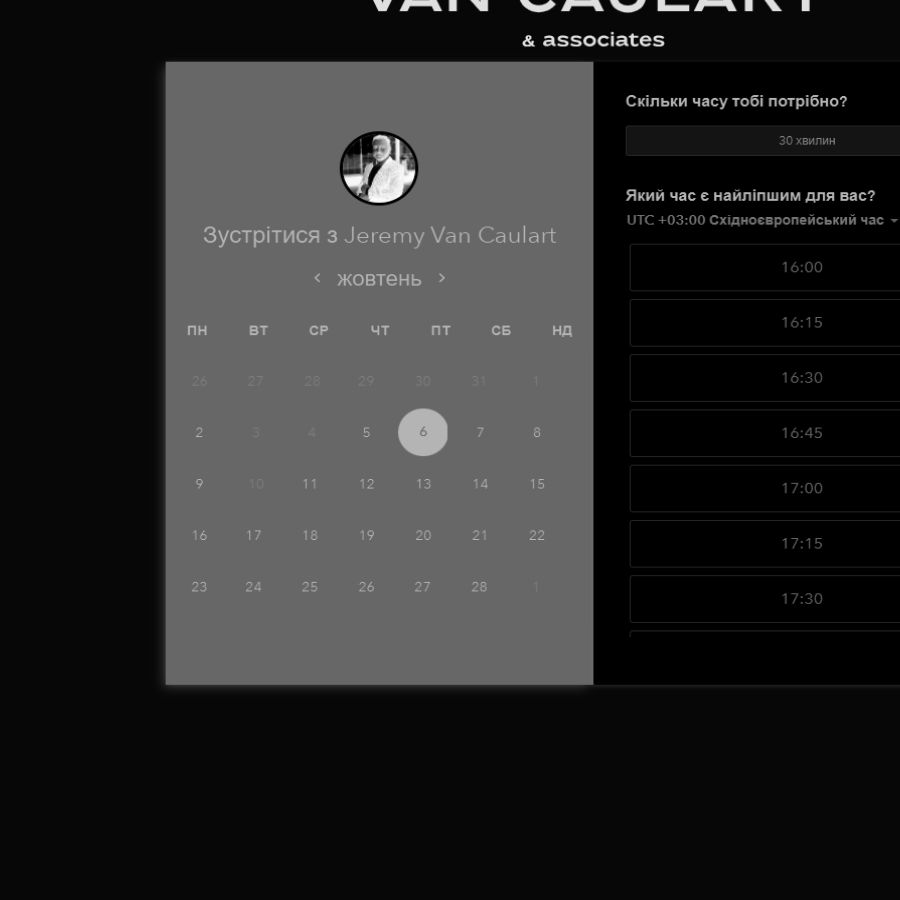 VAN CAULART
& associates
Зустрітися з Jeremy Van Caulart
жовтень
ПН ВТ СР ЧТ ПТ СБ НД
26 27 28 29 30 31 1
2 3 4 5 6 7 8
9 10 11 12 13 14 15
16 17 18 19 20 21 22
23 24 25 26 27 28 1
Скільки часу тобі потрібно?
30 хвилин
Який час є найліпшим для вас?
UTC +03:00 Східноєвропейський час
16:00
16:15
16:30
16:45
17:00
17:15
17:30